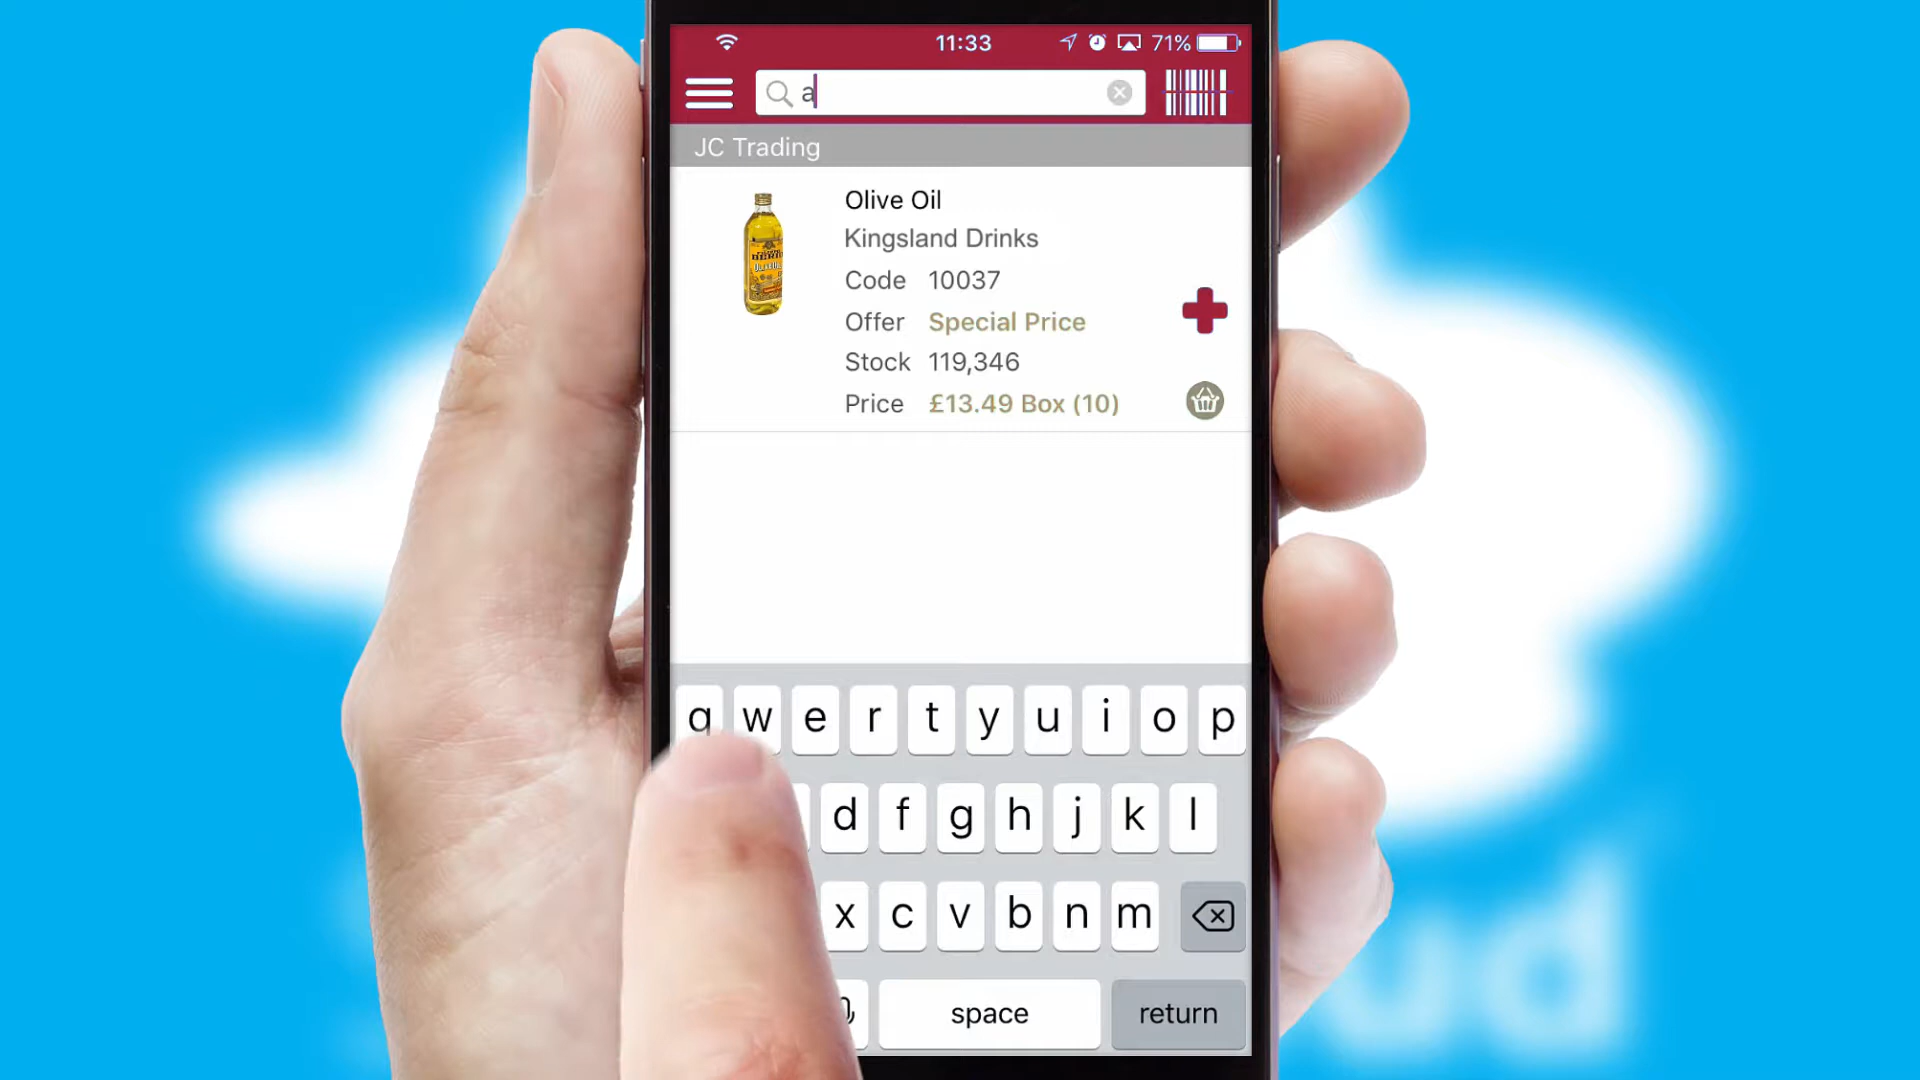 11:33
71%
a
JC Trading
Olive Oil
Kingsland Drinks
Code 10037
Offer Special Price
Stock 119,346
Price £13.49 Box (10)
q w e r t y u i o p
d f g h j k l
x c v b n m
space
return
ud